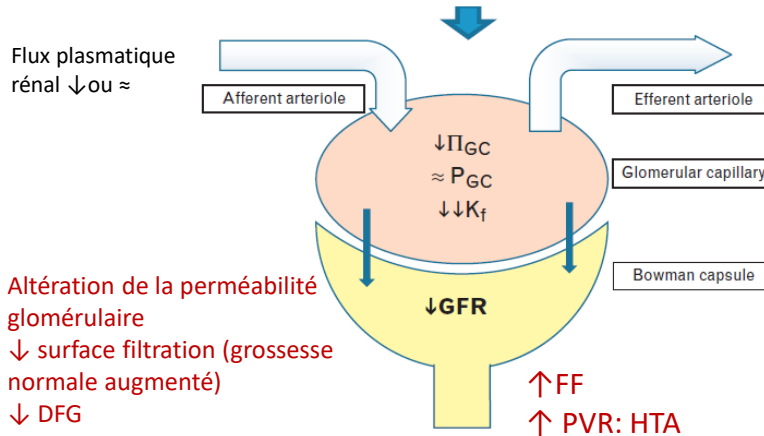 Flux plasmatique
rénal ↓ou ≈
Afferent arteriole
Efferent arteriole
↓Π_GC
≈ P_GC
↓↓K_f
Glomerular capillary
Bowman capsule
↓GFR
Altération de la perméabilité
glomérulaire
↓ surface filtration (grossesse
normale augmenté)
↓ DFG
↑FF
↑ PVR: HTA